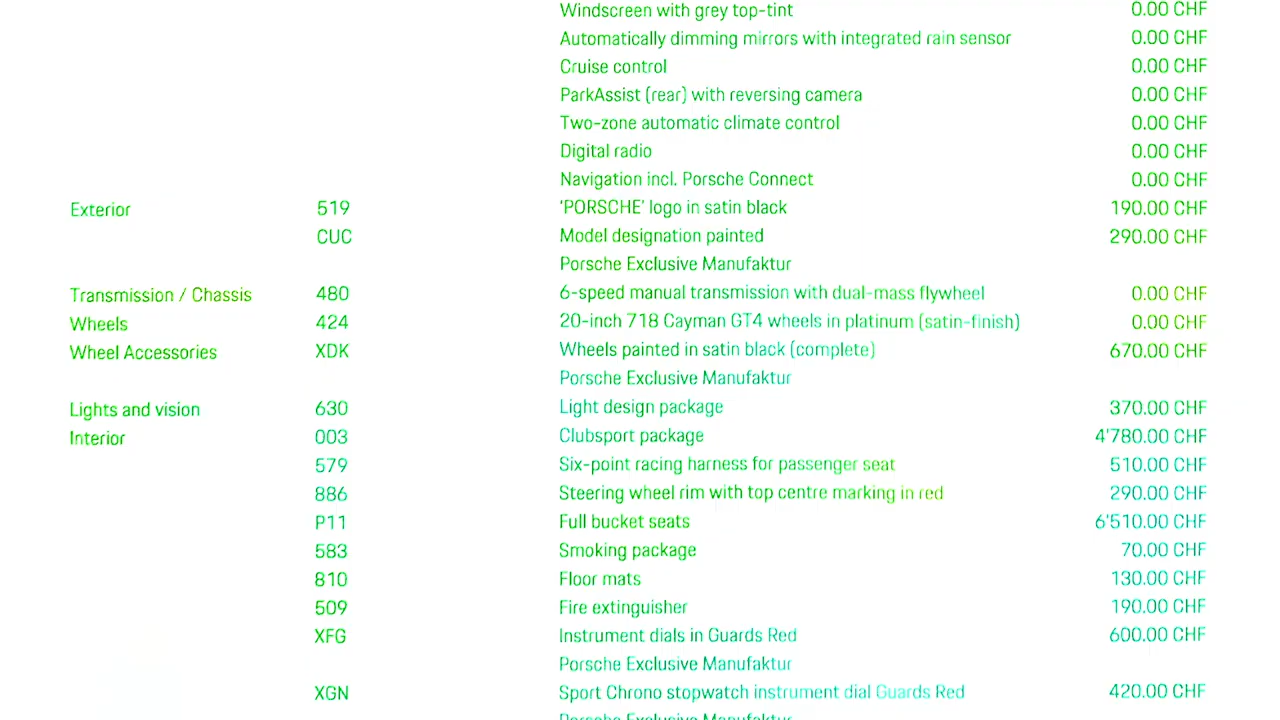 Windscreen with grey top-tint 0.00 CHF
Automatically dimming mirrors with integrated rain sensor 0.00 CHF
Cruise control 0.00 CHF
ParkAssist (rear) with reversing camera 0.00 CHF
Two-zone automatic climate control 0.00 CHF
Digital radio 0.00 CHF
Navigation incl. Porsche Connect 0.00 CHF
Exterior 519 'PORSCHE' logo in satin black 190.00 CHF
CUC Model designation painted 290.00 CHF
Porsche Exclusive Manufaktur
Transmission / Chassis 480 6-speed manual transmission with dual-mass flywheel 0.00 CHF
Wheels 424 20-inch 718 Cayman GT4 wheels in platinum (satin-finish) 0.00 CHF
Wheel Accessories XDK Wheels painted in satin black (complete) 670.00 CHF
Porsche Exclusive Manufaktur
Lights and vision 630 Light design package 370.00 CHF
Interior 003 Clubsport package 4'780.00 CHF
579 Six-point racing harness for passenger seat 510.00 CHF
886 Steering wheel rim with top centre marking in red 290.00 CHF
P11 Full bucket seats 6'510.00 CHF
583 Smoking package 70.00 CHF
810 Floor mats 130.00 CHF
509 Fire extinguisher 190.00 CHF
XFG Instrument dials in Guards Red 600.00 CHF
Porsche Exclusive Manufaktur
XGN Sport Chrono stopwatch instrument dial Guards Red 420.00 CHF
Porsche Exclusive Manufaktur